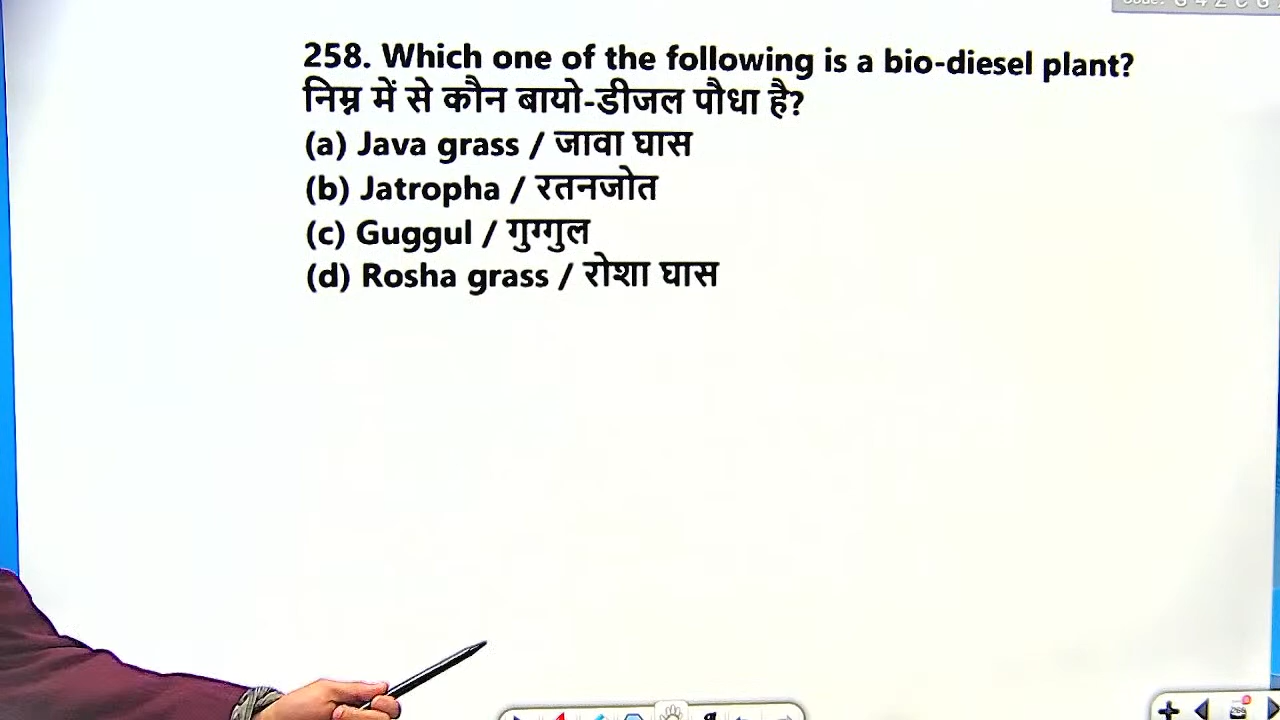 258. Which one of the following is a bio-diesel plant?
निम्न में से कौन बायो-डीजल पौधा है?
(a) Java grass / जावा घास
(b) Jatropha / रतनजोत
(c) Guggul / गुग्गुल
(d) Rosha grass / रोशा घास